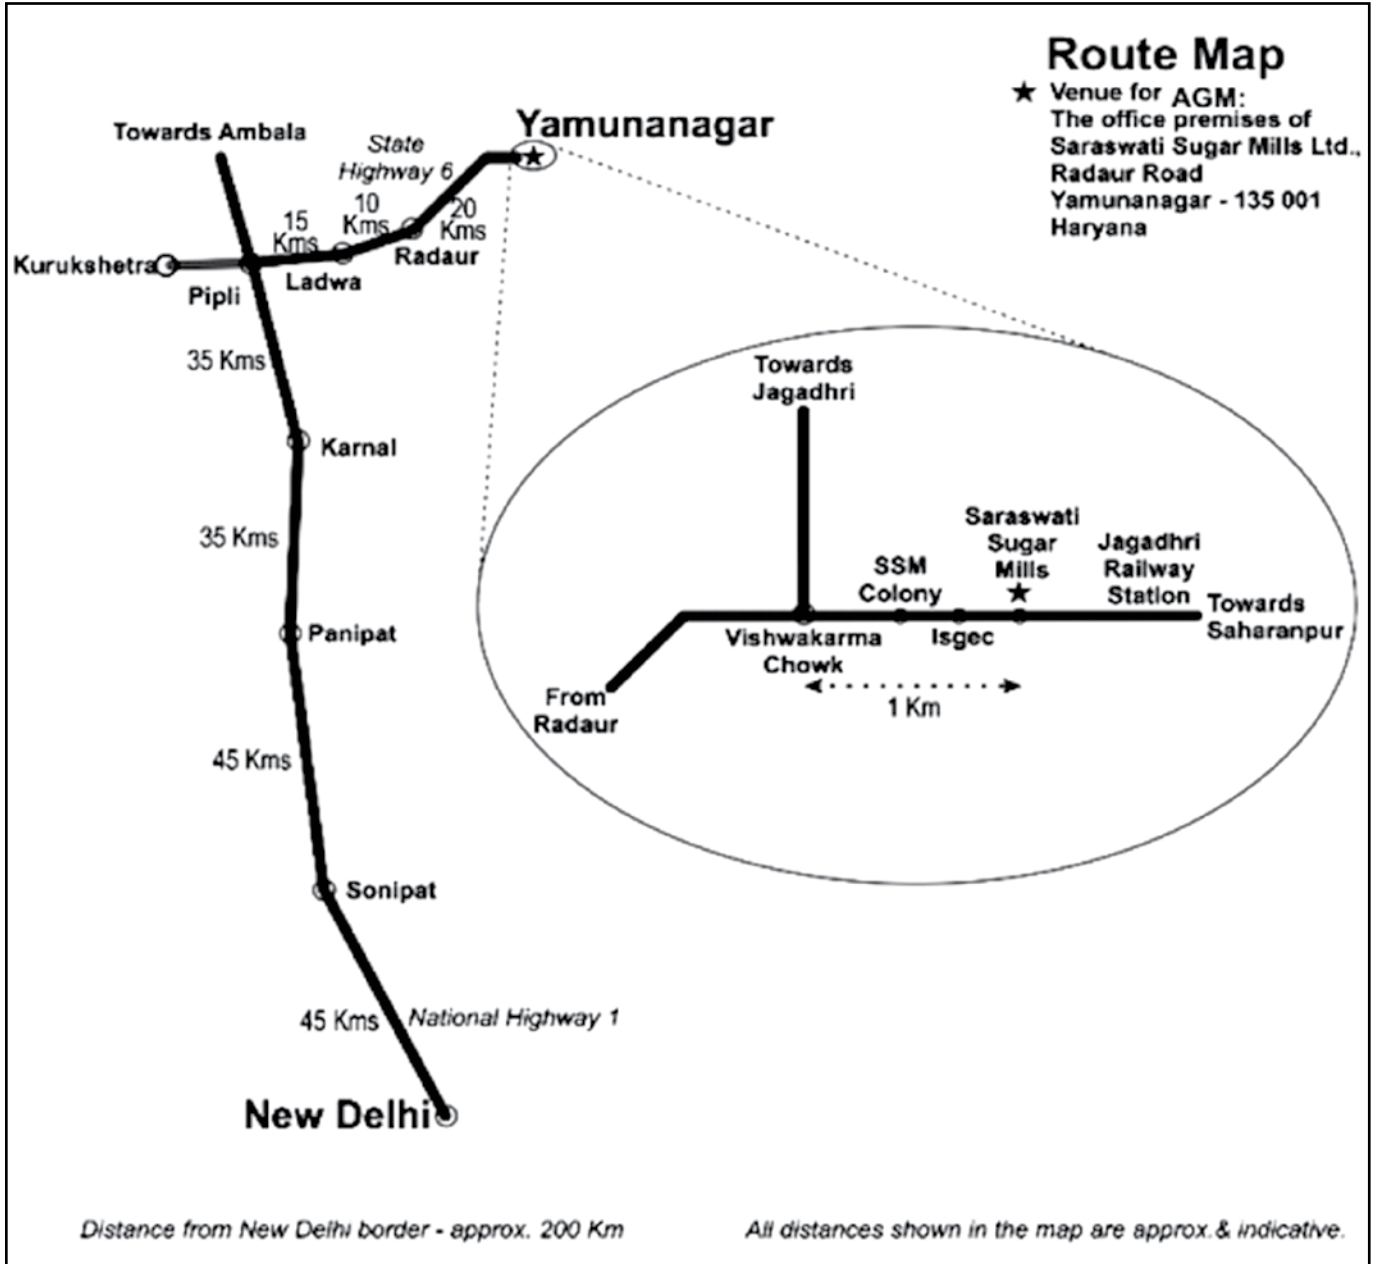 Route Map
★ Venue for AGM:
The office premises of
Saraswati Sugar Mills Ltd.,
Radaur Road
Yamunanagar - 135 001
Haryana
Yamunanagar
Towards Ambala
State
Highway 6
15
Kms
10
Kms
20
Kms
Kurukshetra
Pipli
Ladwa
Radaur
35 Kms
Karnal
35 Kms
Panipat
45 Kms
Sonipat
45 Kms
National Highway 1
New Delhi
Towards
Jagadhri
Saraswati
Sugar
Mills
Jagadhri
Railway
Station
SSM
Colony
Towards
Saharanpur
Vishwakarma
Chowk
Isgec
From
Radaur
1 Km
Distance from New Delhi border - approx. 200 Km
All distances shown in the map are approx.& indicative.